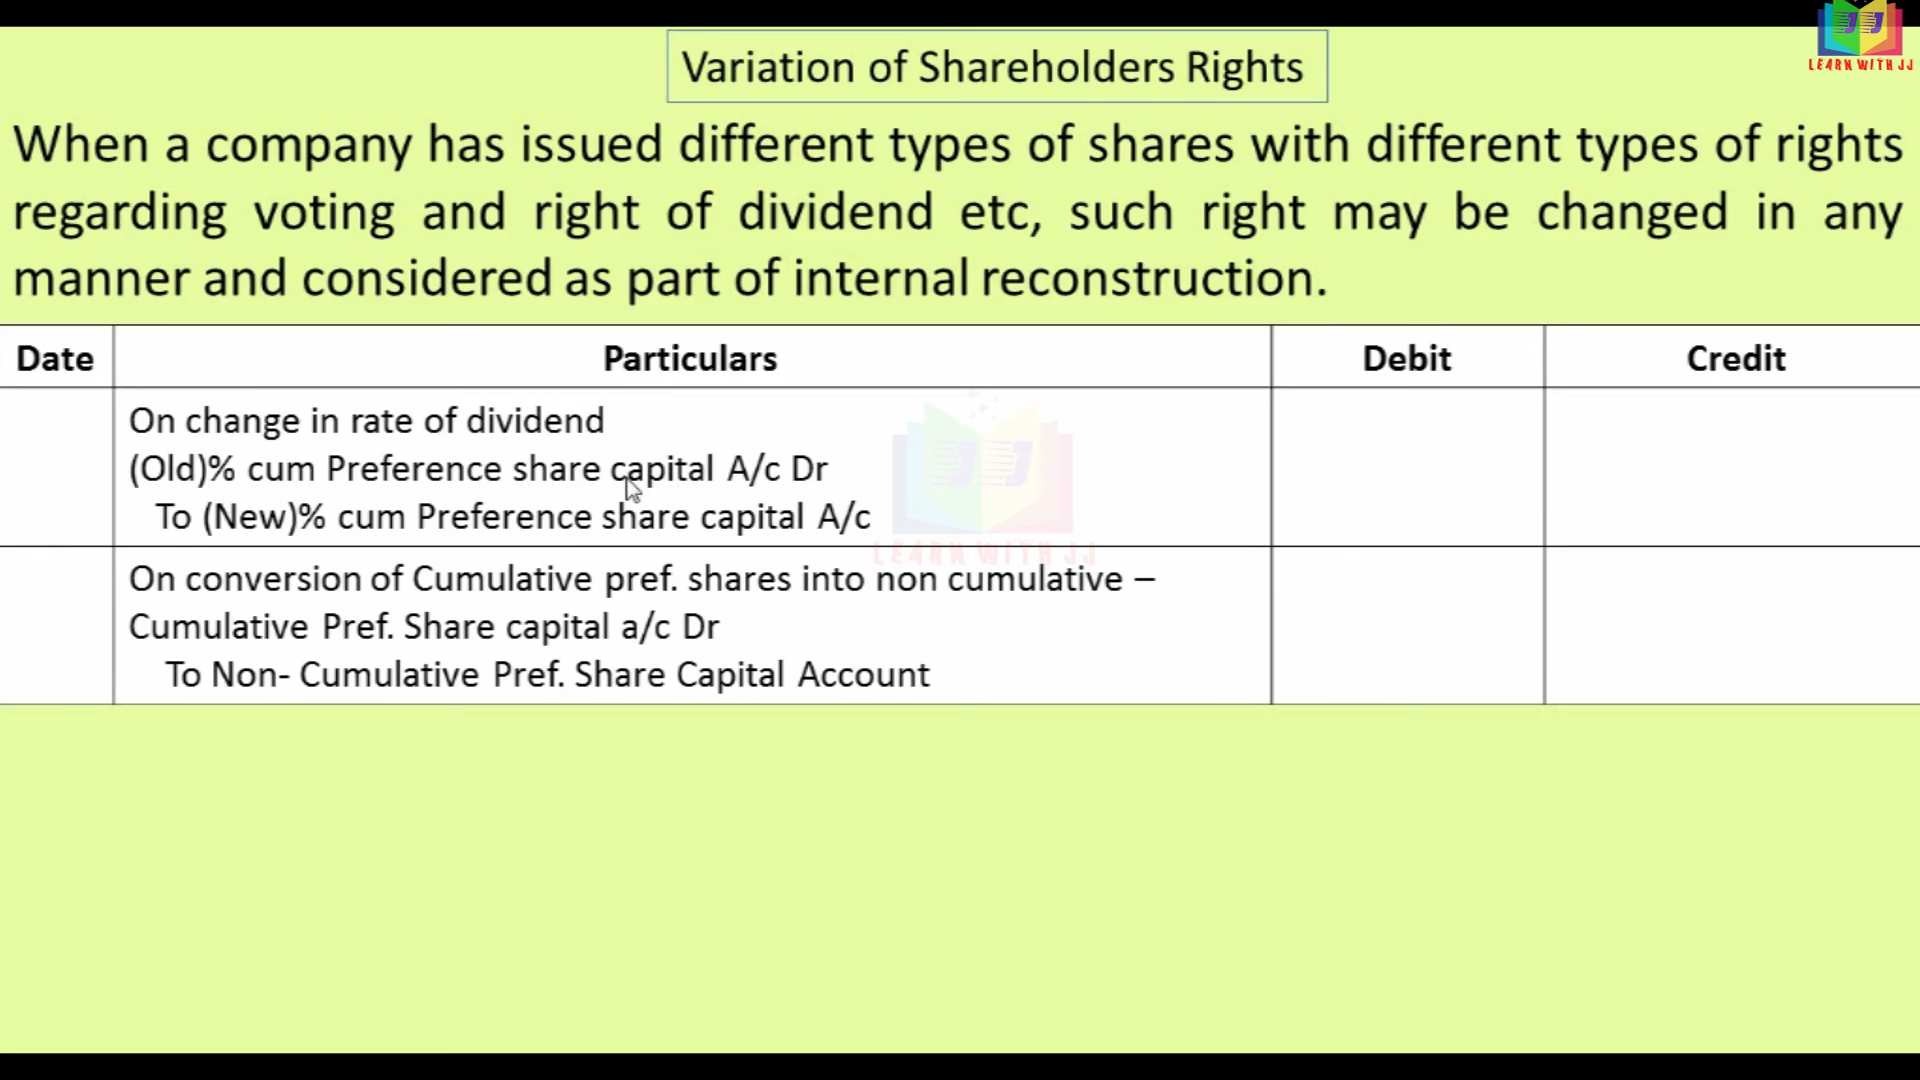 LEARN WITH JJ
Variation of Shareholders Rights
When a company has issued different types of shares with different types of rights
regarding voting and right of dividend etc, such right may be changed in any
manner and considered as part of internal reconstruction.
Date Particulars Debit Credit
On change in rate of dividend
(Old)% cum Preference share capital A/c Dr
To (New)% cum Preference share capital A/c
LEARN WITH JJ
On conversion of Cumulative pref. shares into non cumulative –
Cumulative Pref. Share capital a/c Dr
To Non- Cumulative Pref. Share Capital Account